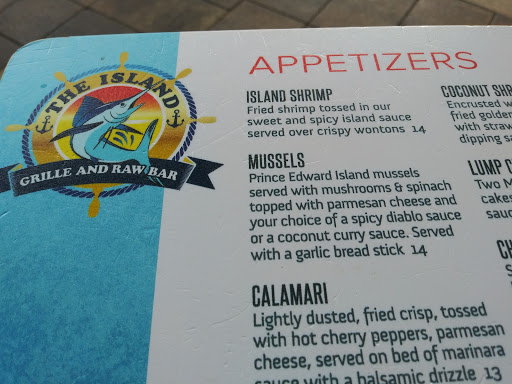 THE ISLAND
GRILLE AND RAW BAR
APPETIZERS
ISLAND SHRIMP
Fried shrimp tossed in our
sweet and spicy island sauce
served over crispy wontons 14
MUSSELS
Prince Edward Island mussels
served with mushrooms & spinach
topped with parmesan cheese and
your choice of a spicy diablo sauce
or a coconut curry sauce. Served
with a garlic bread stick 14
CALAMARI
Lightly dusted, fried crisp, tossed
with hot cherry peppers, parmesan
cheese, served on bed of marinara
sauce with a balsamic drizzle 13
COCONUT SHR
Encrusted w
fried golder
with straw
dipping sa
LUMP C
Two M
cakes
sauc
CH
S